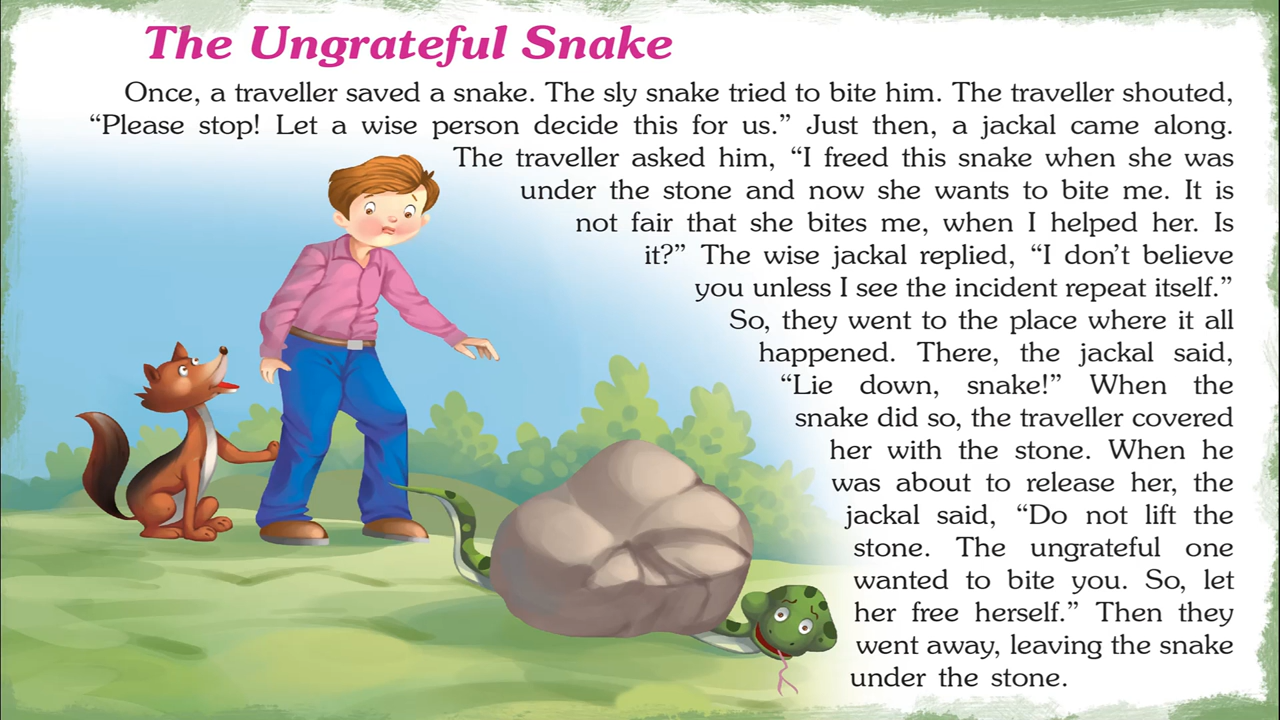 The Ungrateful Snake
Once, a traveller saved a snake. The sly snake tried to bite him. The traveller shouted,
“Please stop! Let a wise person decide this for us.” Just then, a jackal came along.
The traveller asked him, “I freed this snake when she was
under the stone and now she wants to bite me. It is
not fair that she bites me, when I helped her. Is
it?” The wise jackal replied, “I don’t believe
you unless I see the incident repeat itself.”
So, they went to the place where it all
happened. There, the jackal said,
“Lie down, snake!” When the
snake did so, the traveller covered
her with the stone. When he
was about to release her, the
jackal said, “Do not lift the
stone. The ungrateful one
wanted to bite you. So, let
her free herself.” Then they
went away, leaving the snake
under the stone.